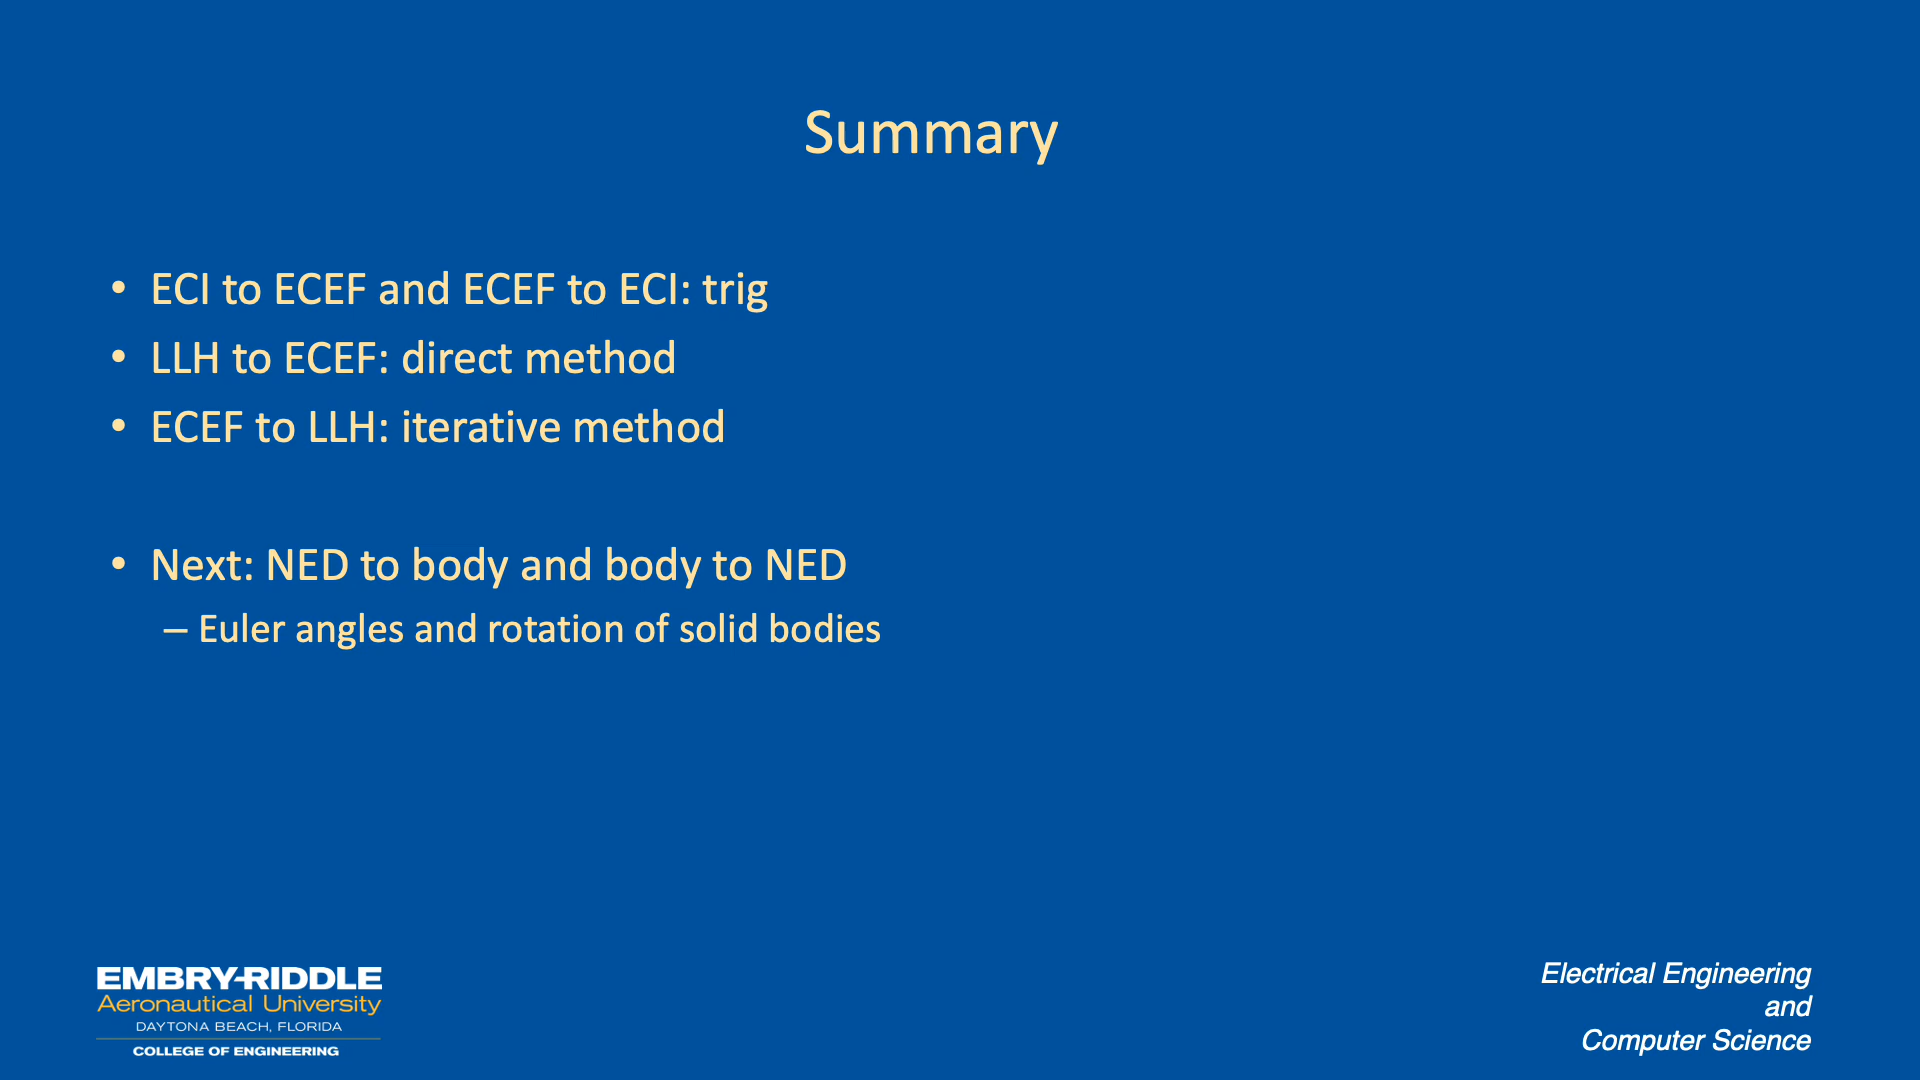 Summary
• ECI to ECEF and ECEF to ECI: trig
• LLH to ECEF: direct method
• ECEF to LLH: iterative method
• Next: NED to body and body to NED
– Euler angles and rotation of solid bodies
EMBRY-RIDDLE
Aeronautical University
DAYTONA BEACH, FLORIDA
COLLEGE OF ENGINEERING
Electrical Engineering
and
Computer Science